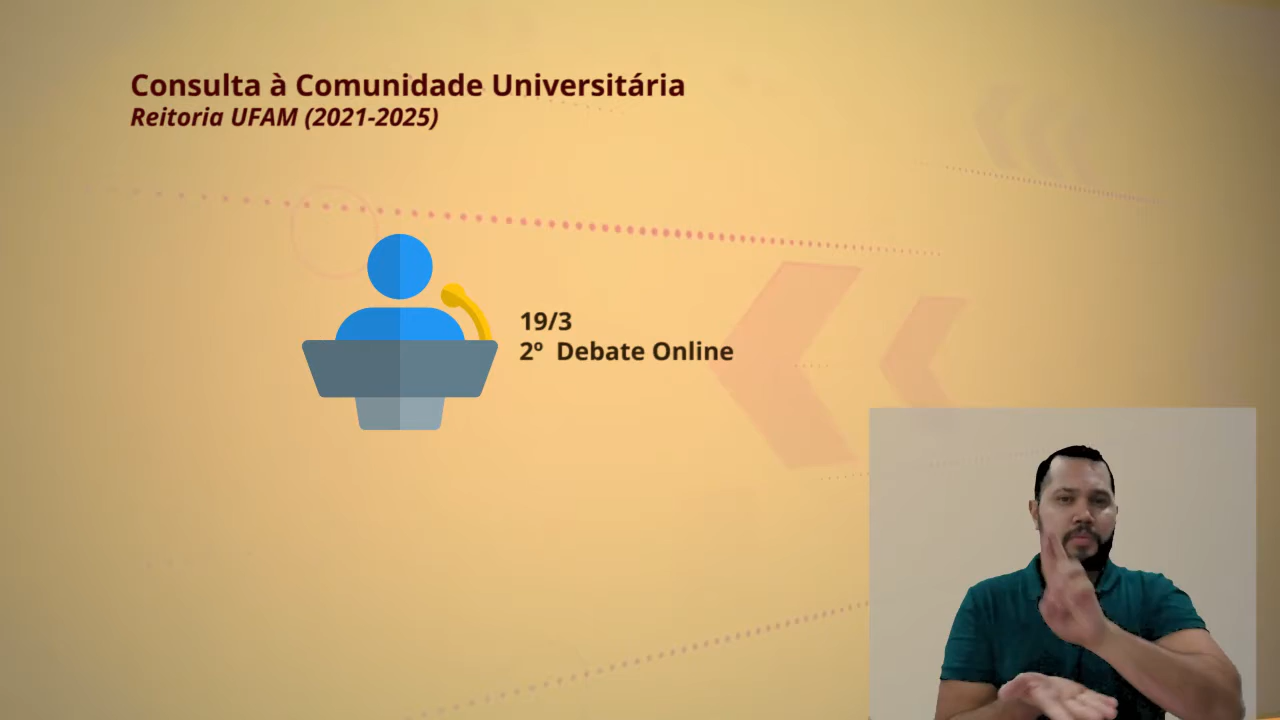 Consulta à Comunidade Universitária
Reitoria UFAM (2021-2025)
19/3
2º Debate Online